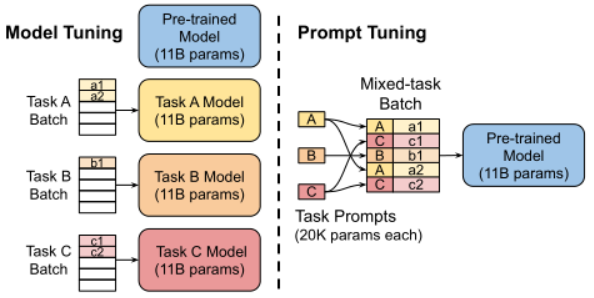 Model Tuning
Pre-trained
Model
(11B params)
a1
a2
Task A
Batch
Task A Model
(11B params)
b1
Task B
Batch
Task B Model
(11B params)
c1
c2
Task C
Batch
Task C Model
(11B params)
Prompt Tuning
Mixed-task
Batch
A
B
C
A a1
C c1
B b1
A a2
C c2
Task Prompts
(20K params each)
Pre-trained
Model
(11B params)